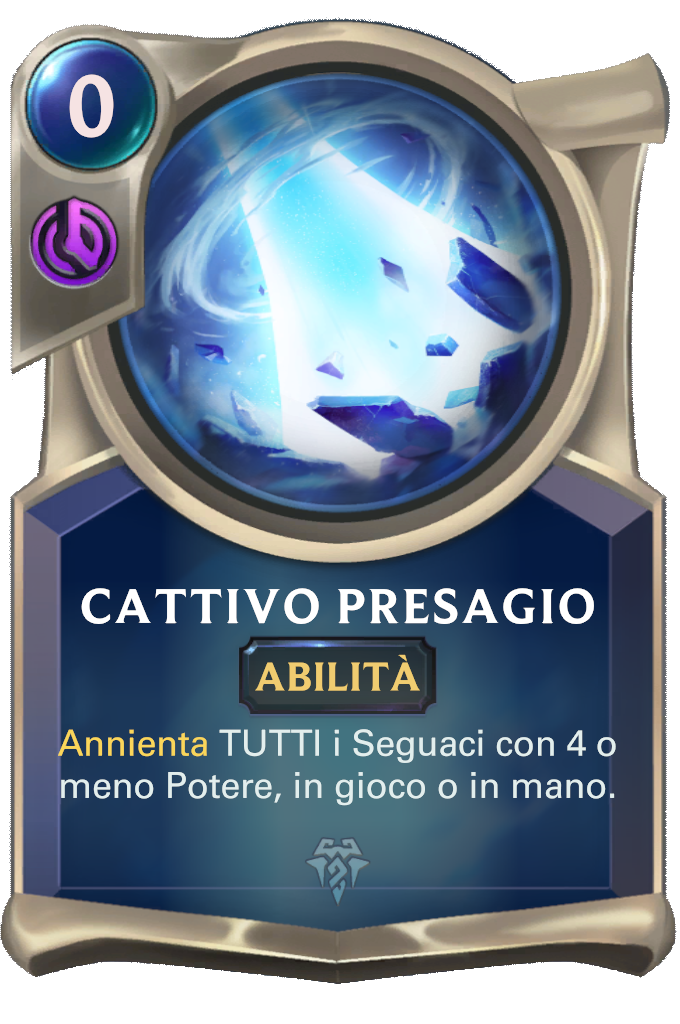 0
CATTIVO PRESAGIO
ABILITÀ
Annienta TUTTI i Seguaci con 4 o
meno Potere, in gioco o in mano.